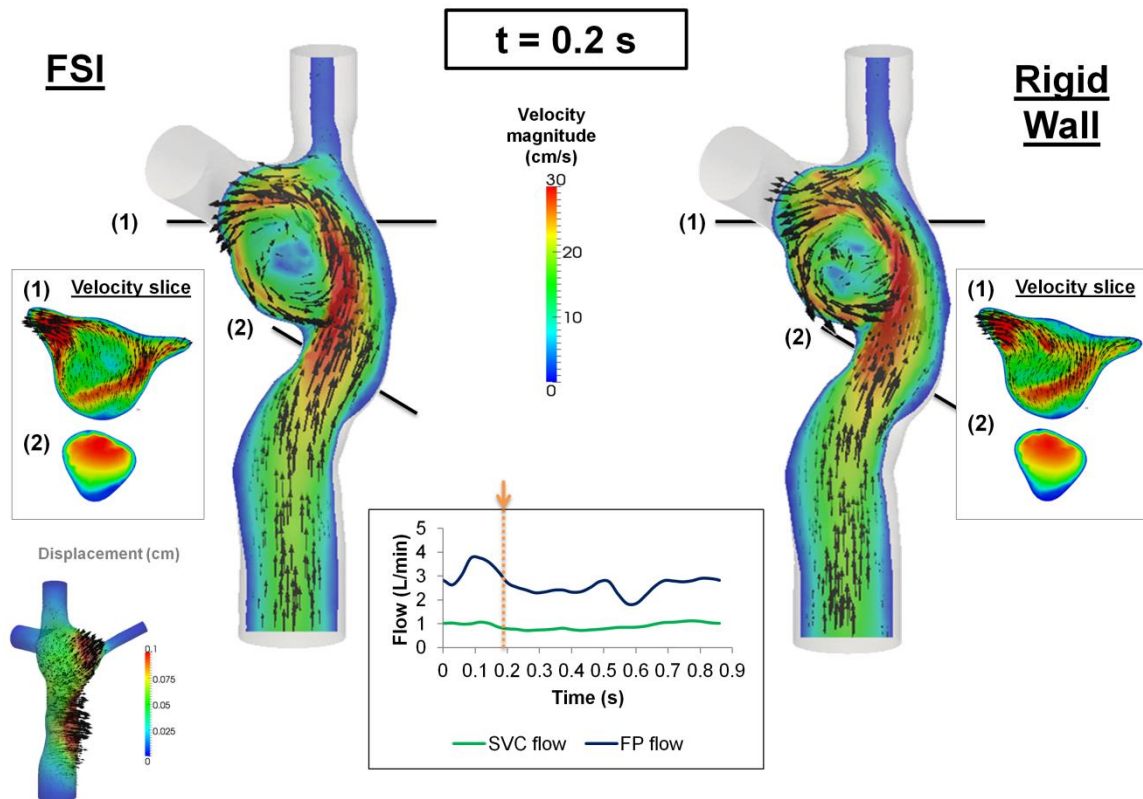 t = 0.2 s
FSI
Rigid
Wall
Velocity
magnitude
(cm/s)
30
20
10
0
(1)
(2)
(1)
(2)
(1) Velocity slice
(2)
(1) Velocity slice
(2)
Displacement (cm)
0.1
0.075
0.05
0.025
0
Flow (L/min)
5
4
3
2
1
0
0 0.1 0.2 0.3 0.4 0.5 0.6 0.7 0.8 0.9
Time (s)
SVC flow FP flow